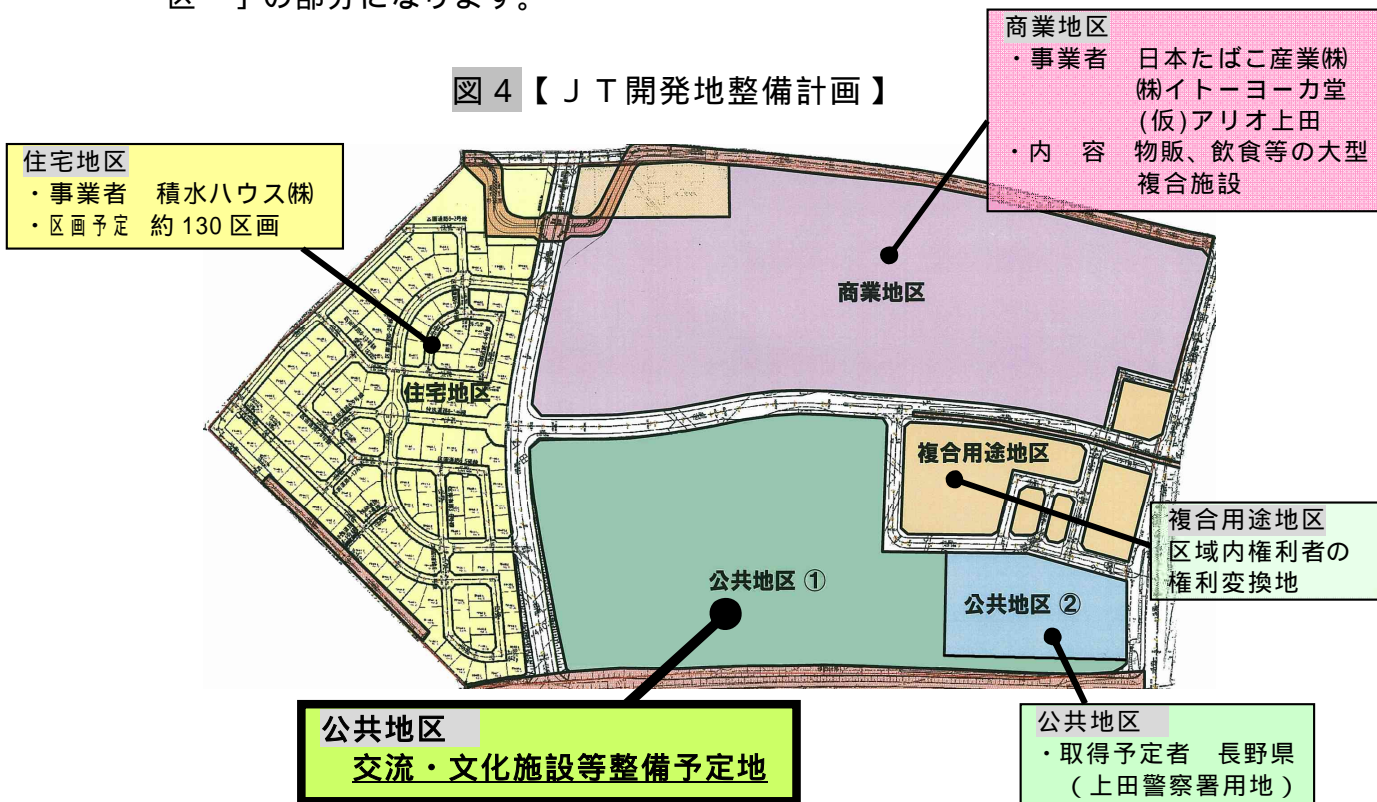 区　」の部分になります。
図４【ＪＴ開発地整備計画】
商業地区
・事業者　日本たばこ産業㈱
㈱イトーヨーカ堂
(仮)アリオ上田
・内　容　物販、飲食等の大型
複合施設
住宅地区
・事業者　積水ハウス㈱
・区画予定　約130区画
商業地区
住宅地区
複合用途地区
複合用途地区
区域内権利者の
権利変換地
公共地区 ①
公共地区 ②
公共地区
交流・文化施設等整備予定地
公共地区
・取得予定者　長野県
（上田警察署用地）